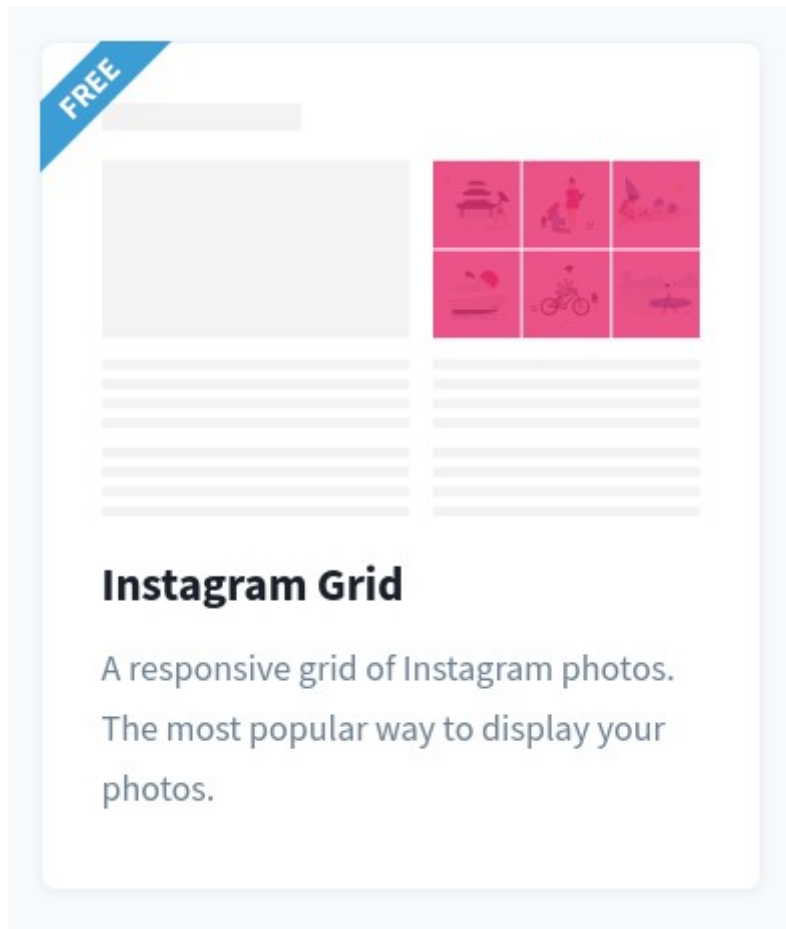 FREE
Instagram Grid
A responsive grid of Instagram photos.
The most popular way to display your
photos.